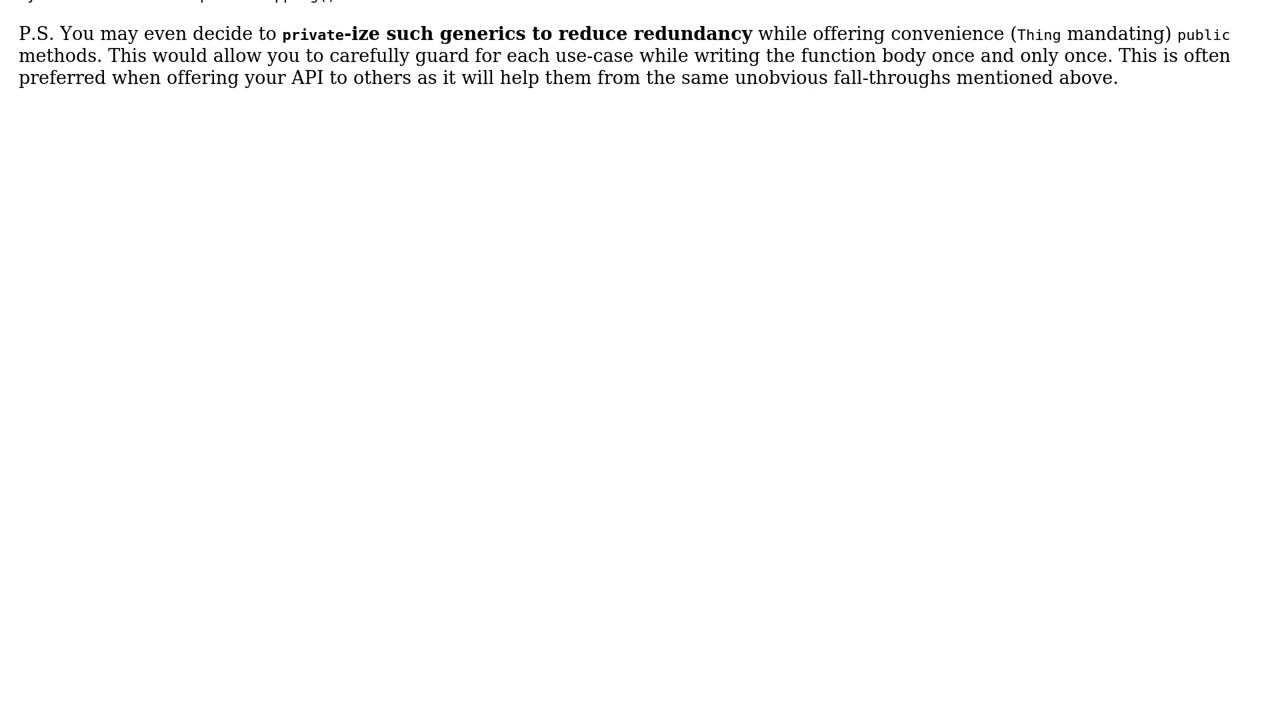 P.S. You may even decide to private-ize such generics to reduce redundancy while offering convenience (Thing mandating) public
methods. This would allow you to carefully guard for each use-case while writing the function body once and only once. This is often
preferred when offering your API to others as it will help them from the same unobvious fall-throughs mentioned above.